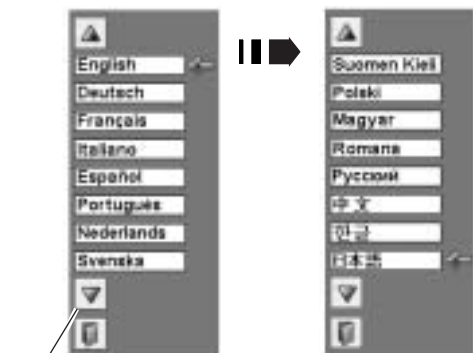 English
Deutsch
Français
Italiano
Español
Português
Nederlands
Svenska
Suomen Kieli
Polski
Magyar
Romana
Русский
中文
한글
日本語